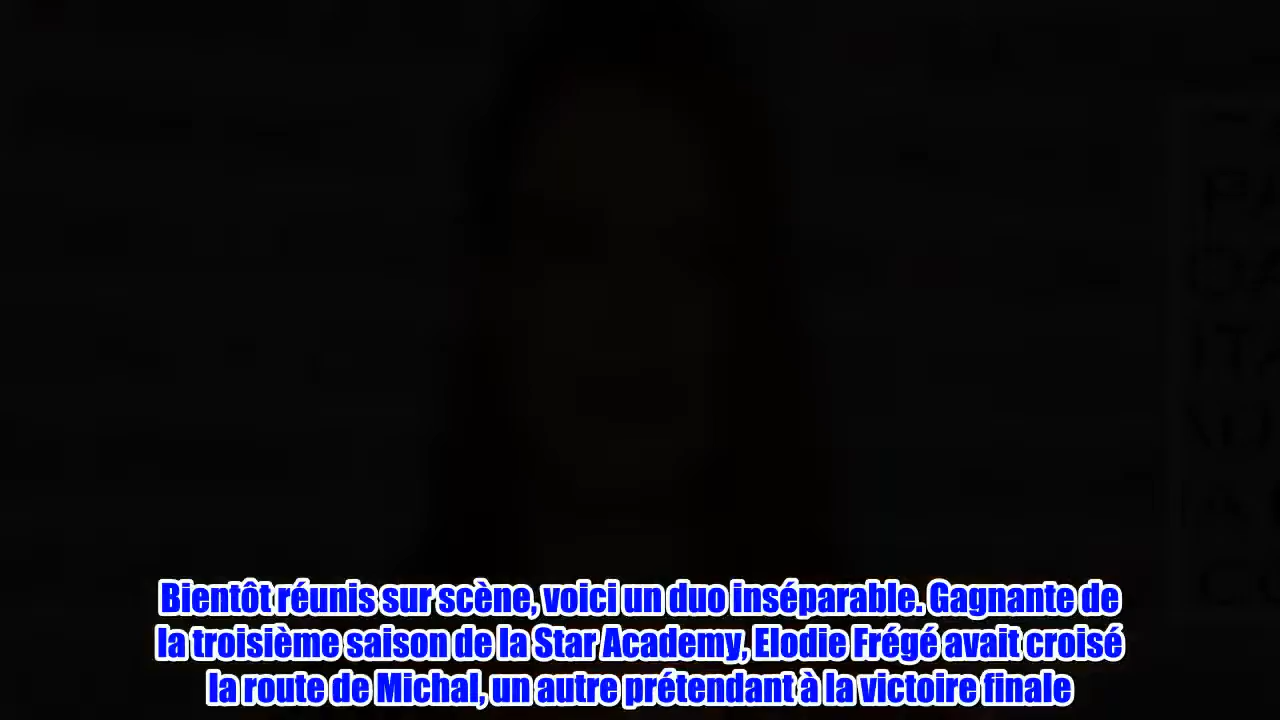 Bientôt réunis sur scène, voici un duo inséparable. Gagnante de
la troisième saison de la Star Academy, Elodie Frégé avait croisé
la route de Michal, un autre prétendant à la victoire finale